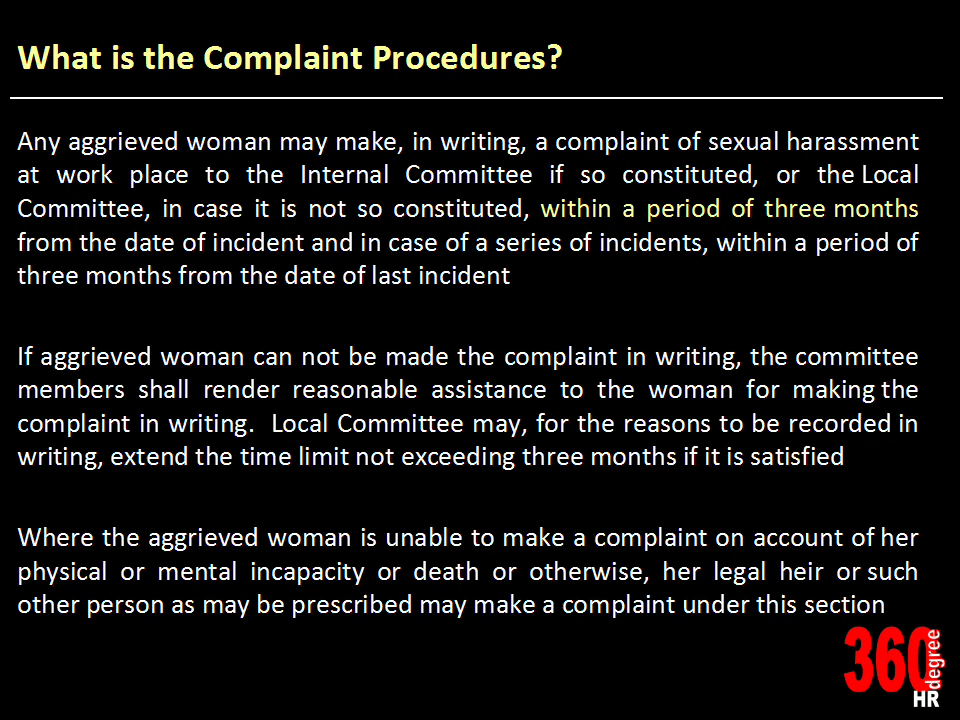 What is the Complaint Procedures?
Any aggrieved woman may make, in writing, a complaint of sexual harassment
at work place to the Internal Committee if so constituted, or the Local
Committee, in case it is not so constituted, within a period of three months
from the date of incident and in case of a series of incidents, within a period of
three months from the date of last incident
If aggrieved woman can not be made the complaint in writing, the committee
members shall render reasonable assistance to the woman for making the
complaint in writing. Local Committee may, for the reasons to be recorded in
writing, extend the time limit not exceeding three months if it is satisfied
Where the aggrieved woman is unable to make a complaint on account of her
physical or mental incapacity or death or otherwise, her legal heir or such
other person as may be prescribed may make a complaint under this section
360
degree
HR